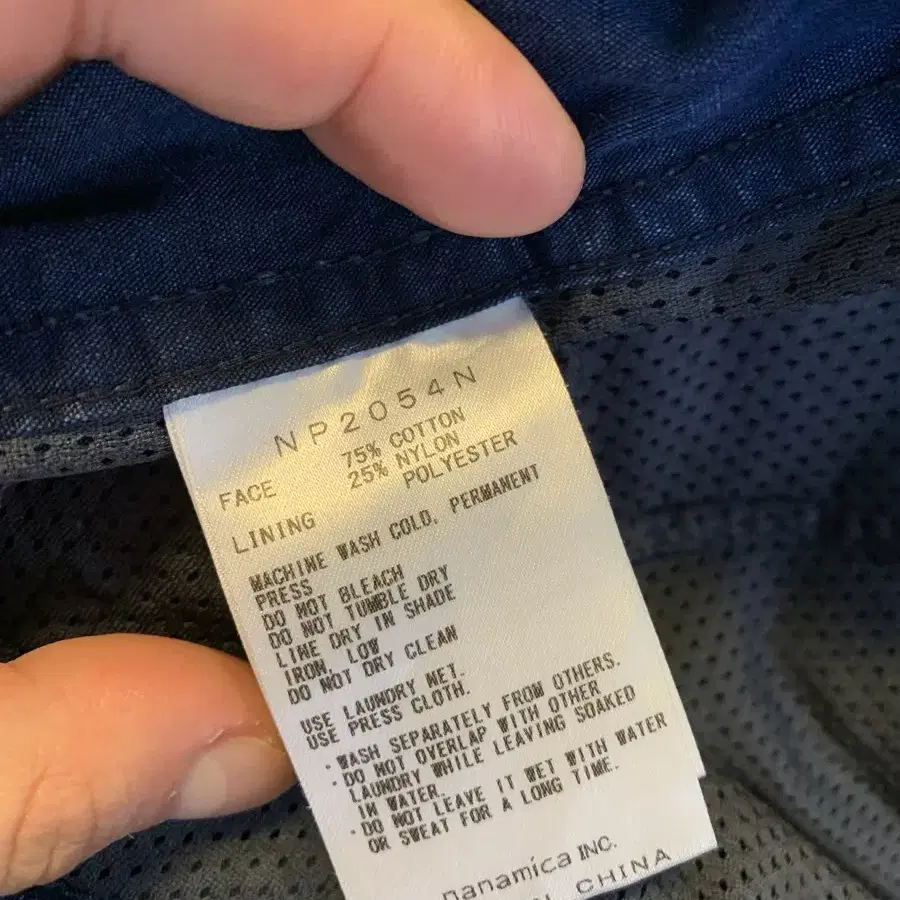 NP2054N
FACE 75% COTTON
25% NYLON
LINING POLYESTER
MACHINE WASH COLD, PERMANENT
PRESS
DO NOT BLEACH
DO NOT TUMBLE DRY
LINE DRY IN SHADE
IRON, LOW
DO NOT DRY CLEAN
USE LAUNDRY NET.
USE PRESS CLOTH.
・WASH SEPARATELY FROM OTHERS.
・DO NOT OVERLAP WITH OTHER
LAUNDRY WHILE LEAVING SOAKED
IN WATER.
・DO NOT LEAVE IT WET WITH WATER
OR SWEAT FOR A LONG TIME.
nanamica INC.
CHINA